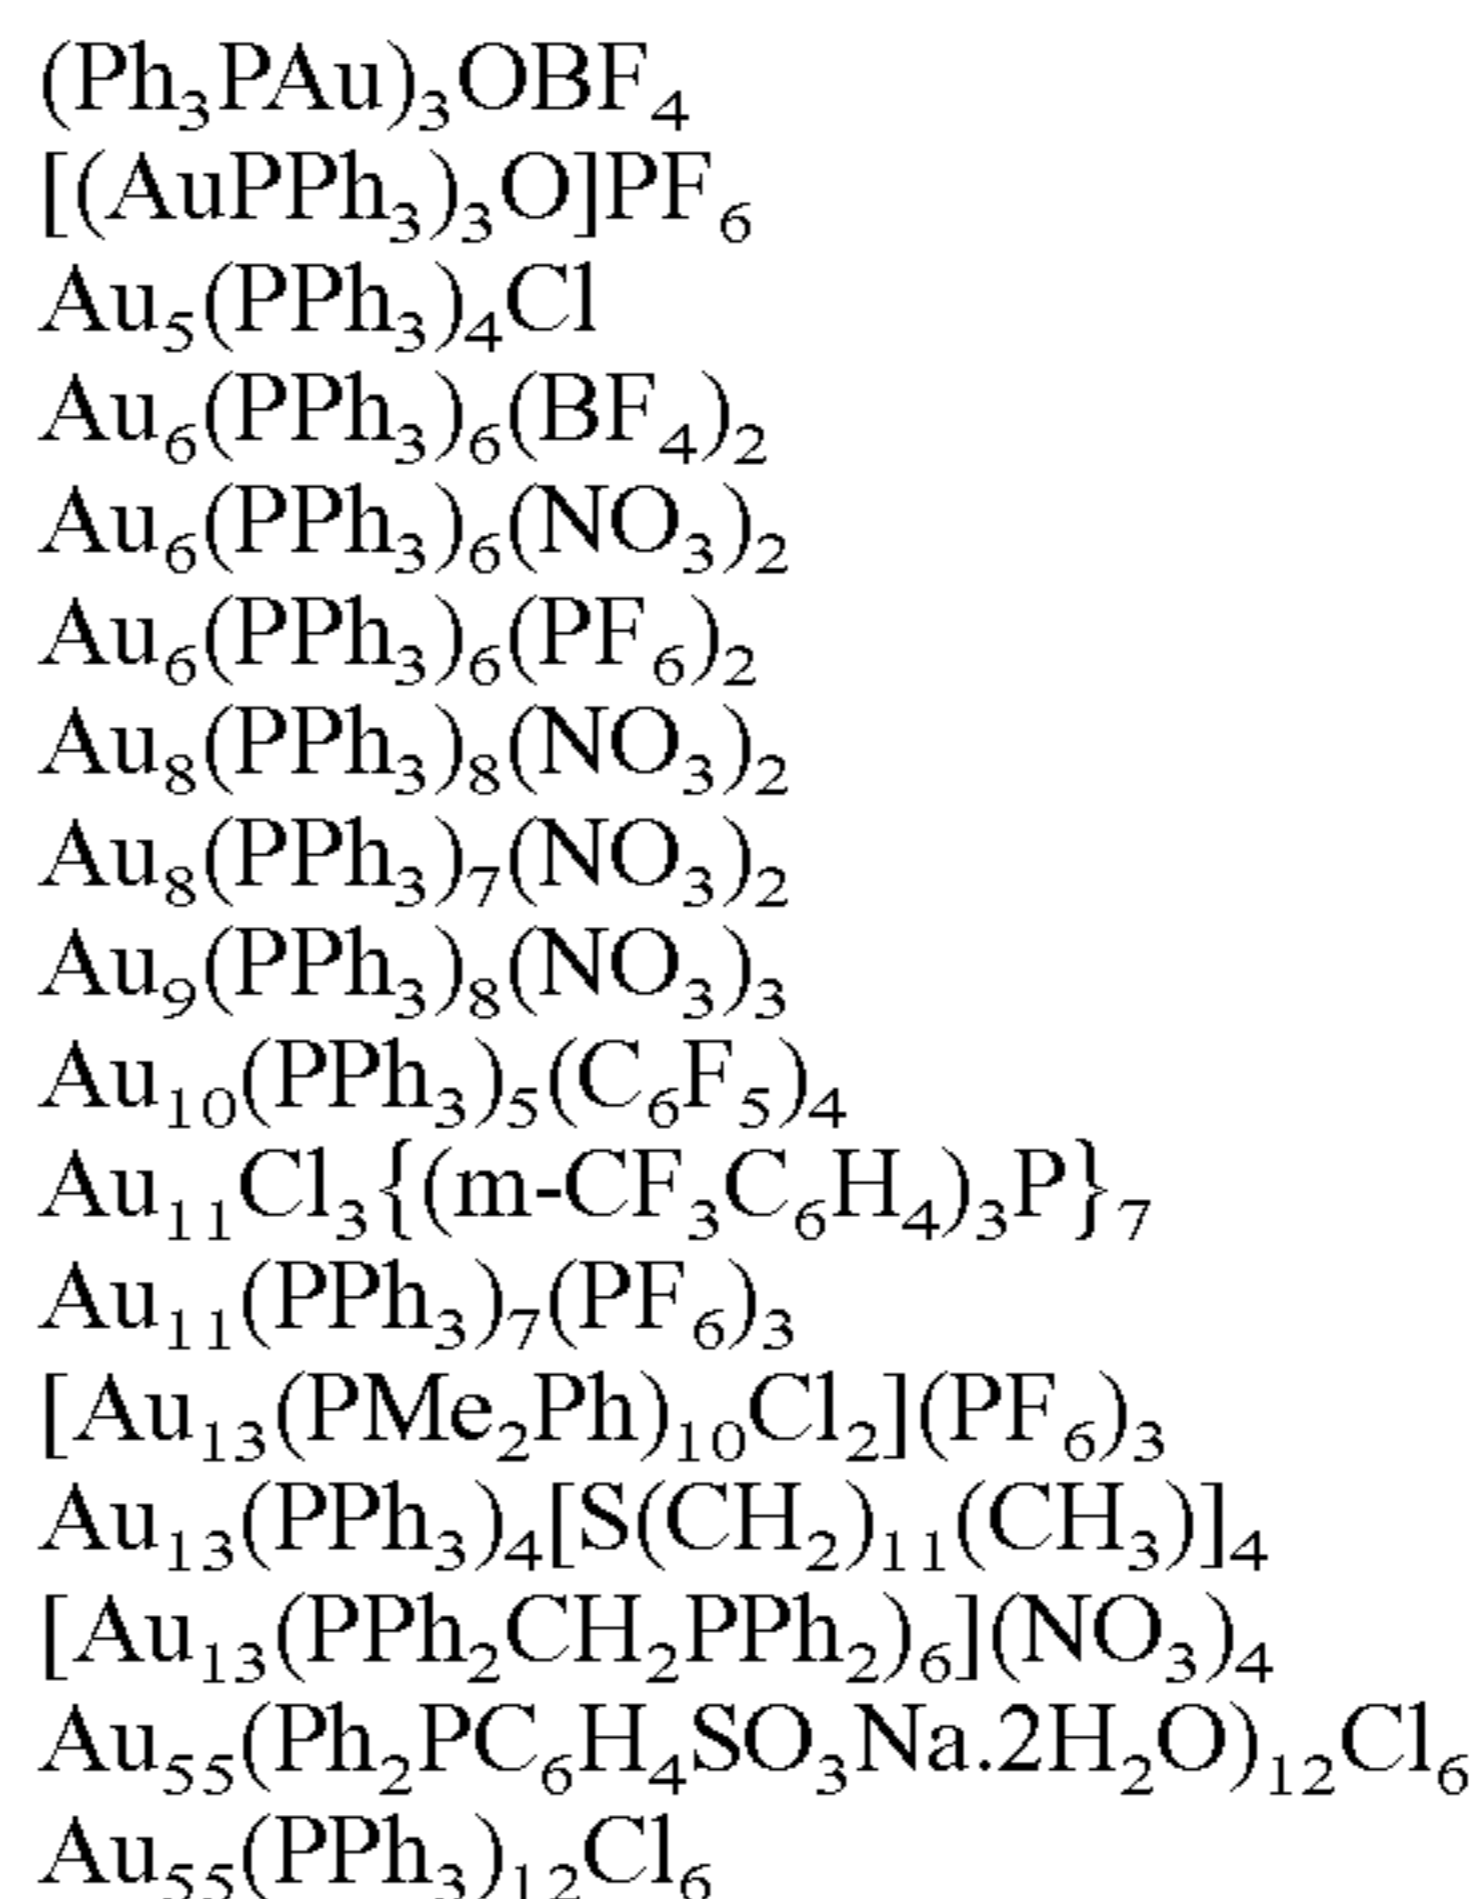 (Ph₃PAu)₃OBF₄
[(AuPPh₃)₃O]PF₆
Au₅(PPh₃)₄Cl
Au₆(PPh₃)₆(BF₄)₂
Au₆(PPh₃)₆(NO₃)₂
Au₆(PPh₃)₆(PF₆)₂
Au₈(PPh₃)₈(NO₃)₂
Au₈(PPh₃)₇(NO₃)₂
Au₉(PPh₃)₈(NO₃)₃
Au₁₀(PPh₃)₅(C₆F₅)₄
Au₁₁Cl₃{(m-CF₃C₆H₄)₃P}₇
Au₁₁(PPh₃)₇(PF₆)₃
[Au₁₃(PMe₂Ph)₁₀Cl₂](PF₆)₃
Au₁₃(PPh₃)₄[S(CH₂)₁₁(CH₃)]₄
[Au₁₃(PPh₂CH₂PPh₂)₆](NO₃)₄
Au₅₅(Ph₂PC₆H₄SO₃Na.2H₂O)₁₂Cl₆
Au₅₅(PPh₃)₁₂Cl₆